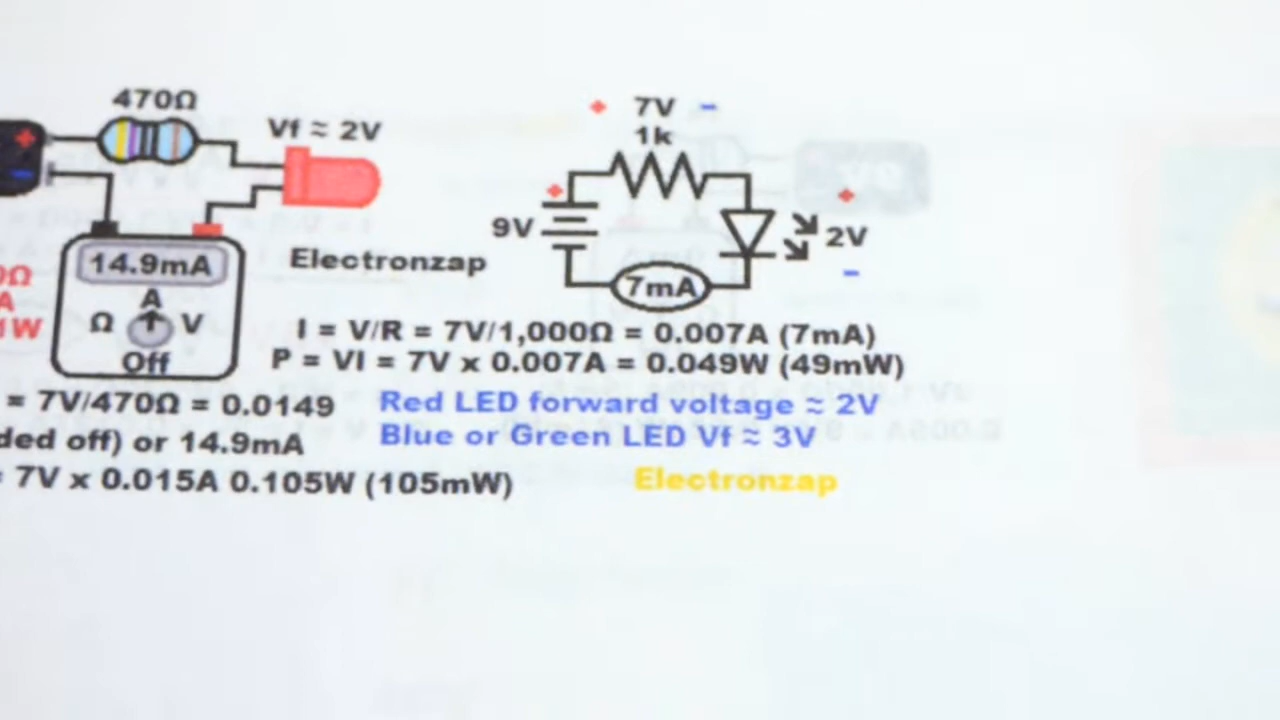 470Ω
Vf ≈ 2V
+ 7V −
1k
+
−
+
9V
+
2V
−
14.9mA
A
Ω V
Off
Electronzap
7mA
0Ω
A
1W
I = V/R = 7V/1,000Ω = 0.007A (7mA)
P = VI = 7V x 0.007A = 0.049W (49mW)
= 7V/470Ω = 0.0149
ded off) or 14.9mA
= 7V x 0.015A 0.105W (105mW)
Red LED forward voltage ≈ 2V
Blue or Green LED Vf ≈ 3V
Electronzap